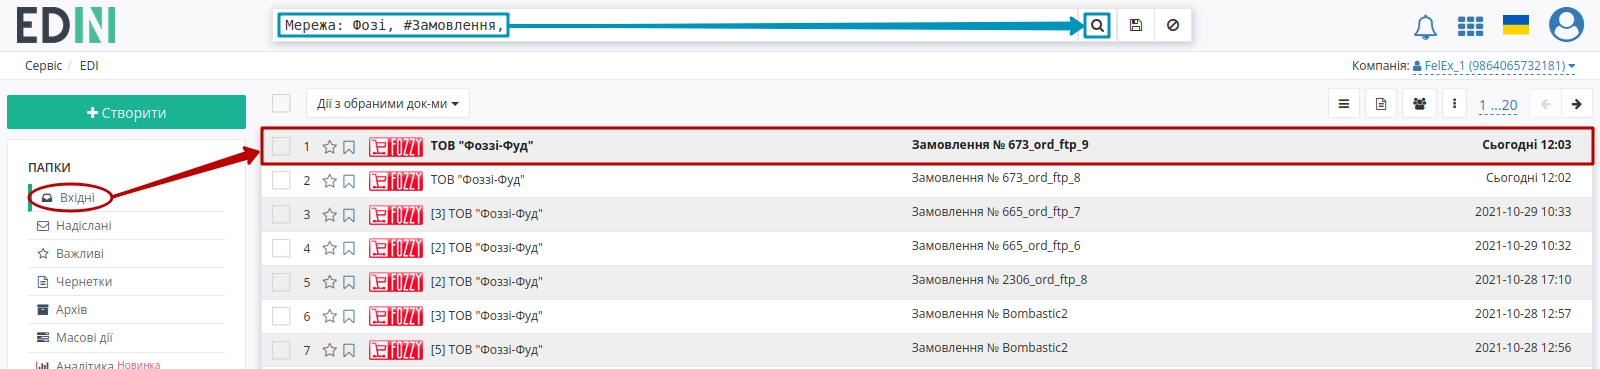 EDIN
Мережа: Фозі, #Замовлення,
Сервіс / EDI
Компанія: FelEx_1 (9864065732181)
Створити
Дії з обраними док-ми
1 ...20
ПАПКИ
Вхідні
Надіслані
Важливі
Чернетки
Архів
Масові дії
Аналітика Новинка
1 FOZZY ТОВ "Фоззі-Фуд" Замовлення № 673_ord_ftp_9 Сьогодні 12:03
2 FOZZY ТОВ "Фоззі-Фуд" Замовлення № 673_ord_ftp_8 Сьогодні 12:02
3 FOZZY [3] ТОВ "Фоззі-Фуд" Замовлення № 665_ord_ftp_7 2021-10-29 10:33
4 FOZZY [2] ТОВ "Фоззі-Фуд" Замовлення № 665_ord_ftp_6 2021-10-29 10:32
5 FOZZY [2] ТОВ "Фоззі-Фуд" Замовлення № 2306_ord_ftp_8 2021-10-28 17:10
6 FOZZY [3] ТОВ "Фоззі-Фуд" Замовлення № Bombastic2 2021-10-28 12:57
7 FOZZY [5] ТОВ "Фоззі-Фуд" Замовлення № Bombastic2 2021-10-28 12:56